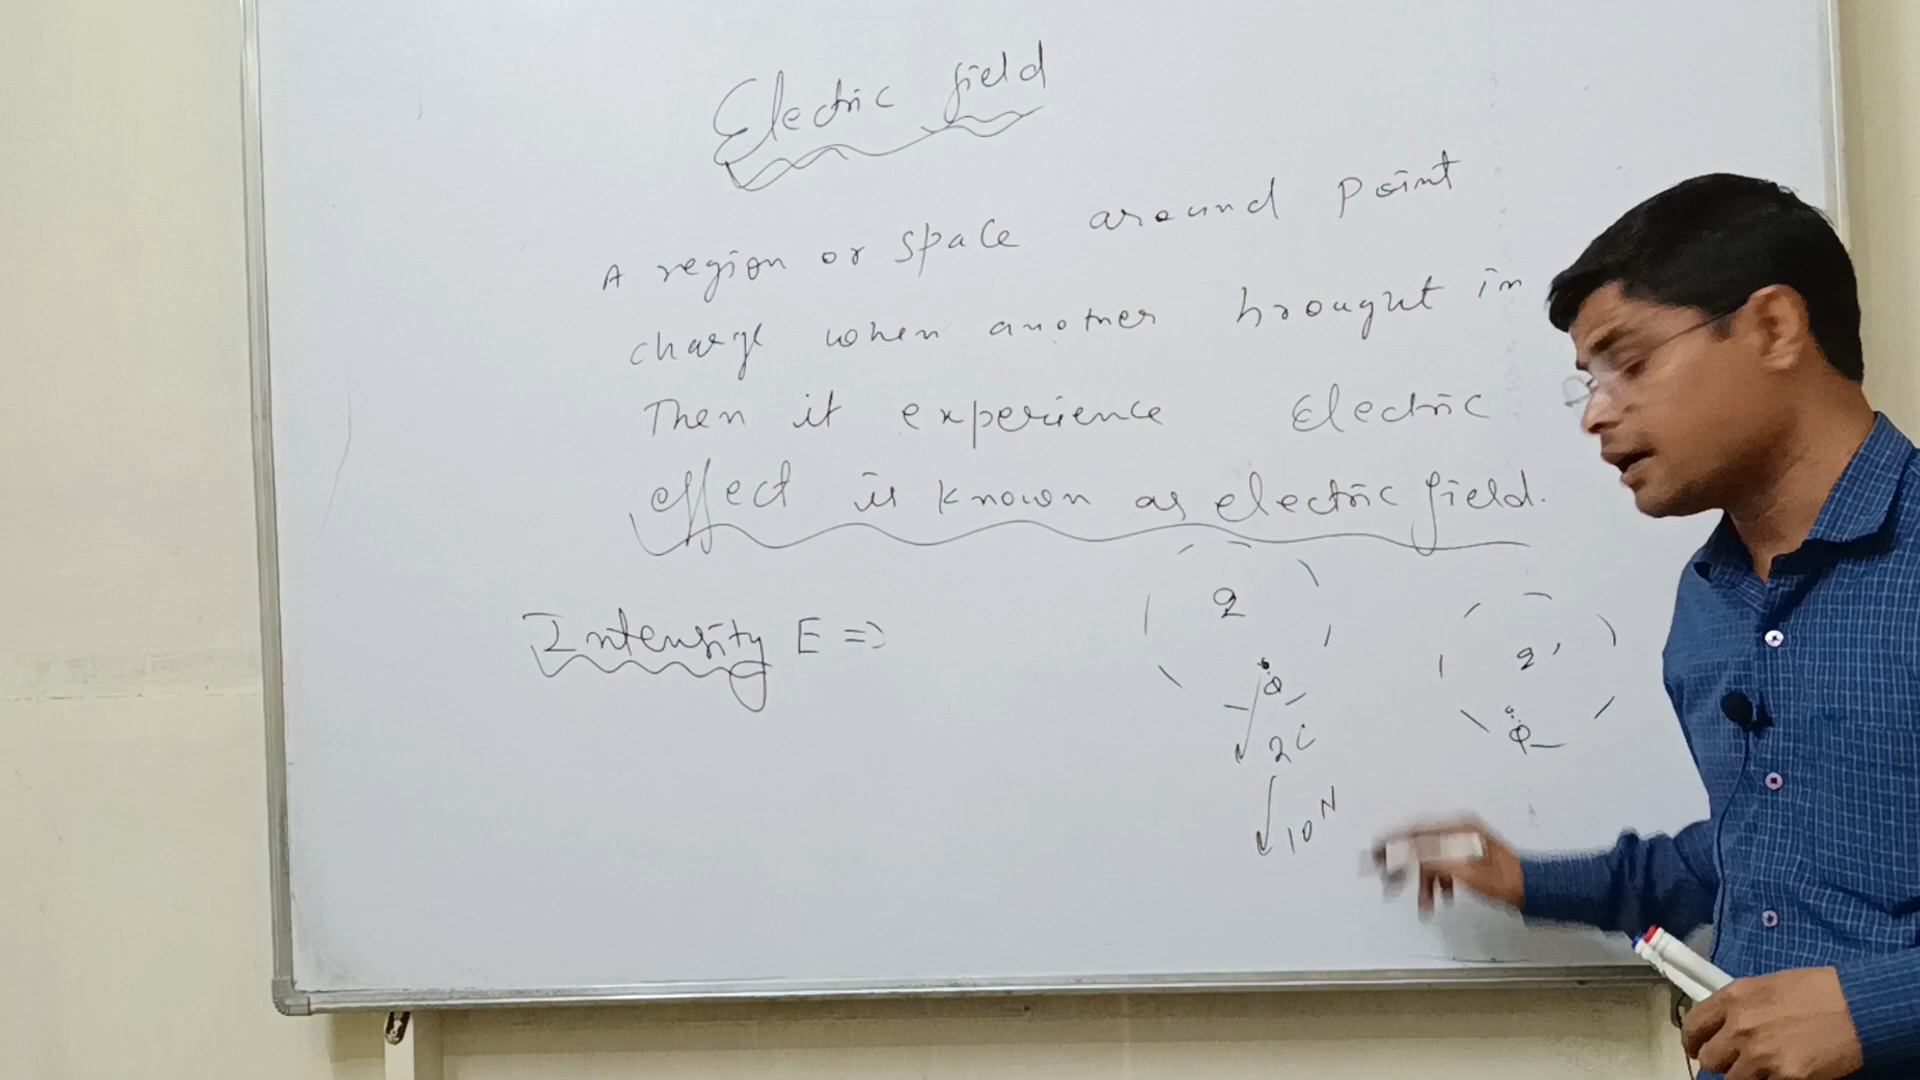 Electric field
A region or space around point
charge when another brought in
Then it experience Electric
effect is known as electric field.
Intensity E =>
q
q'
Q
Q
2C
10 N